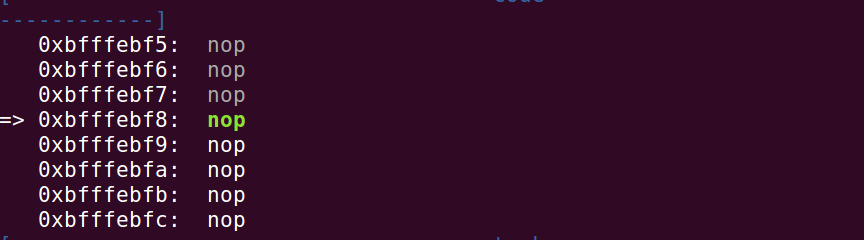 ------------]
0xbfffebf5: nop
0xbfffebf6: nop
0xbfffebf7: nop
=> 0xbfffebf8: nop
0xbfffebf9: nop
0xbfffebfa: nop
0xbfffebfb: nop
0xbfffebfc: nop